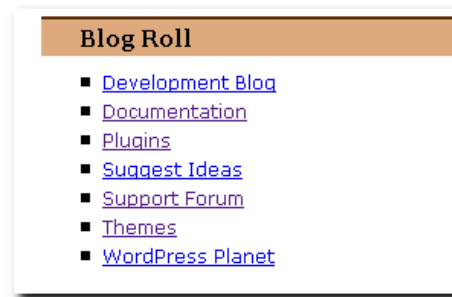 Blog Roll
Development Blog
Documentation
Plugins
Suggest Ideas
Support Forum
Themes
WordPress Planet